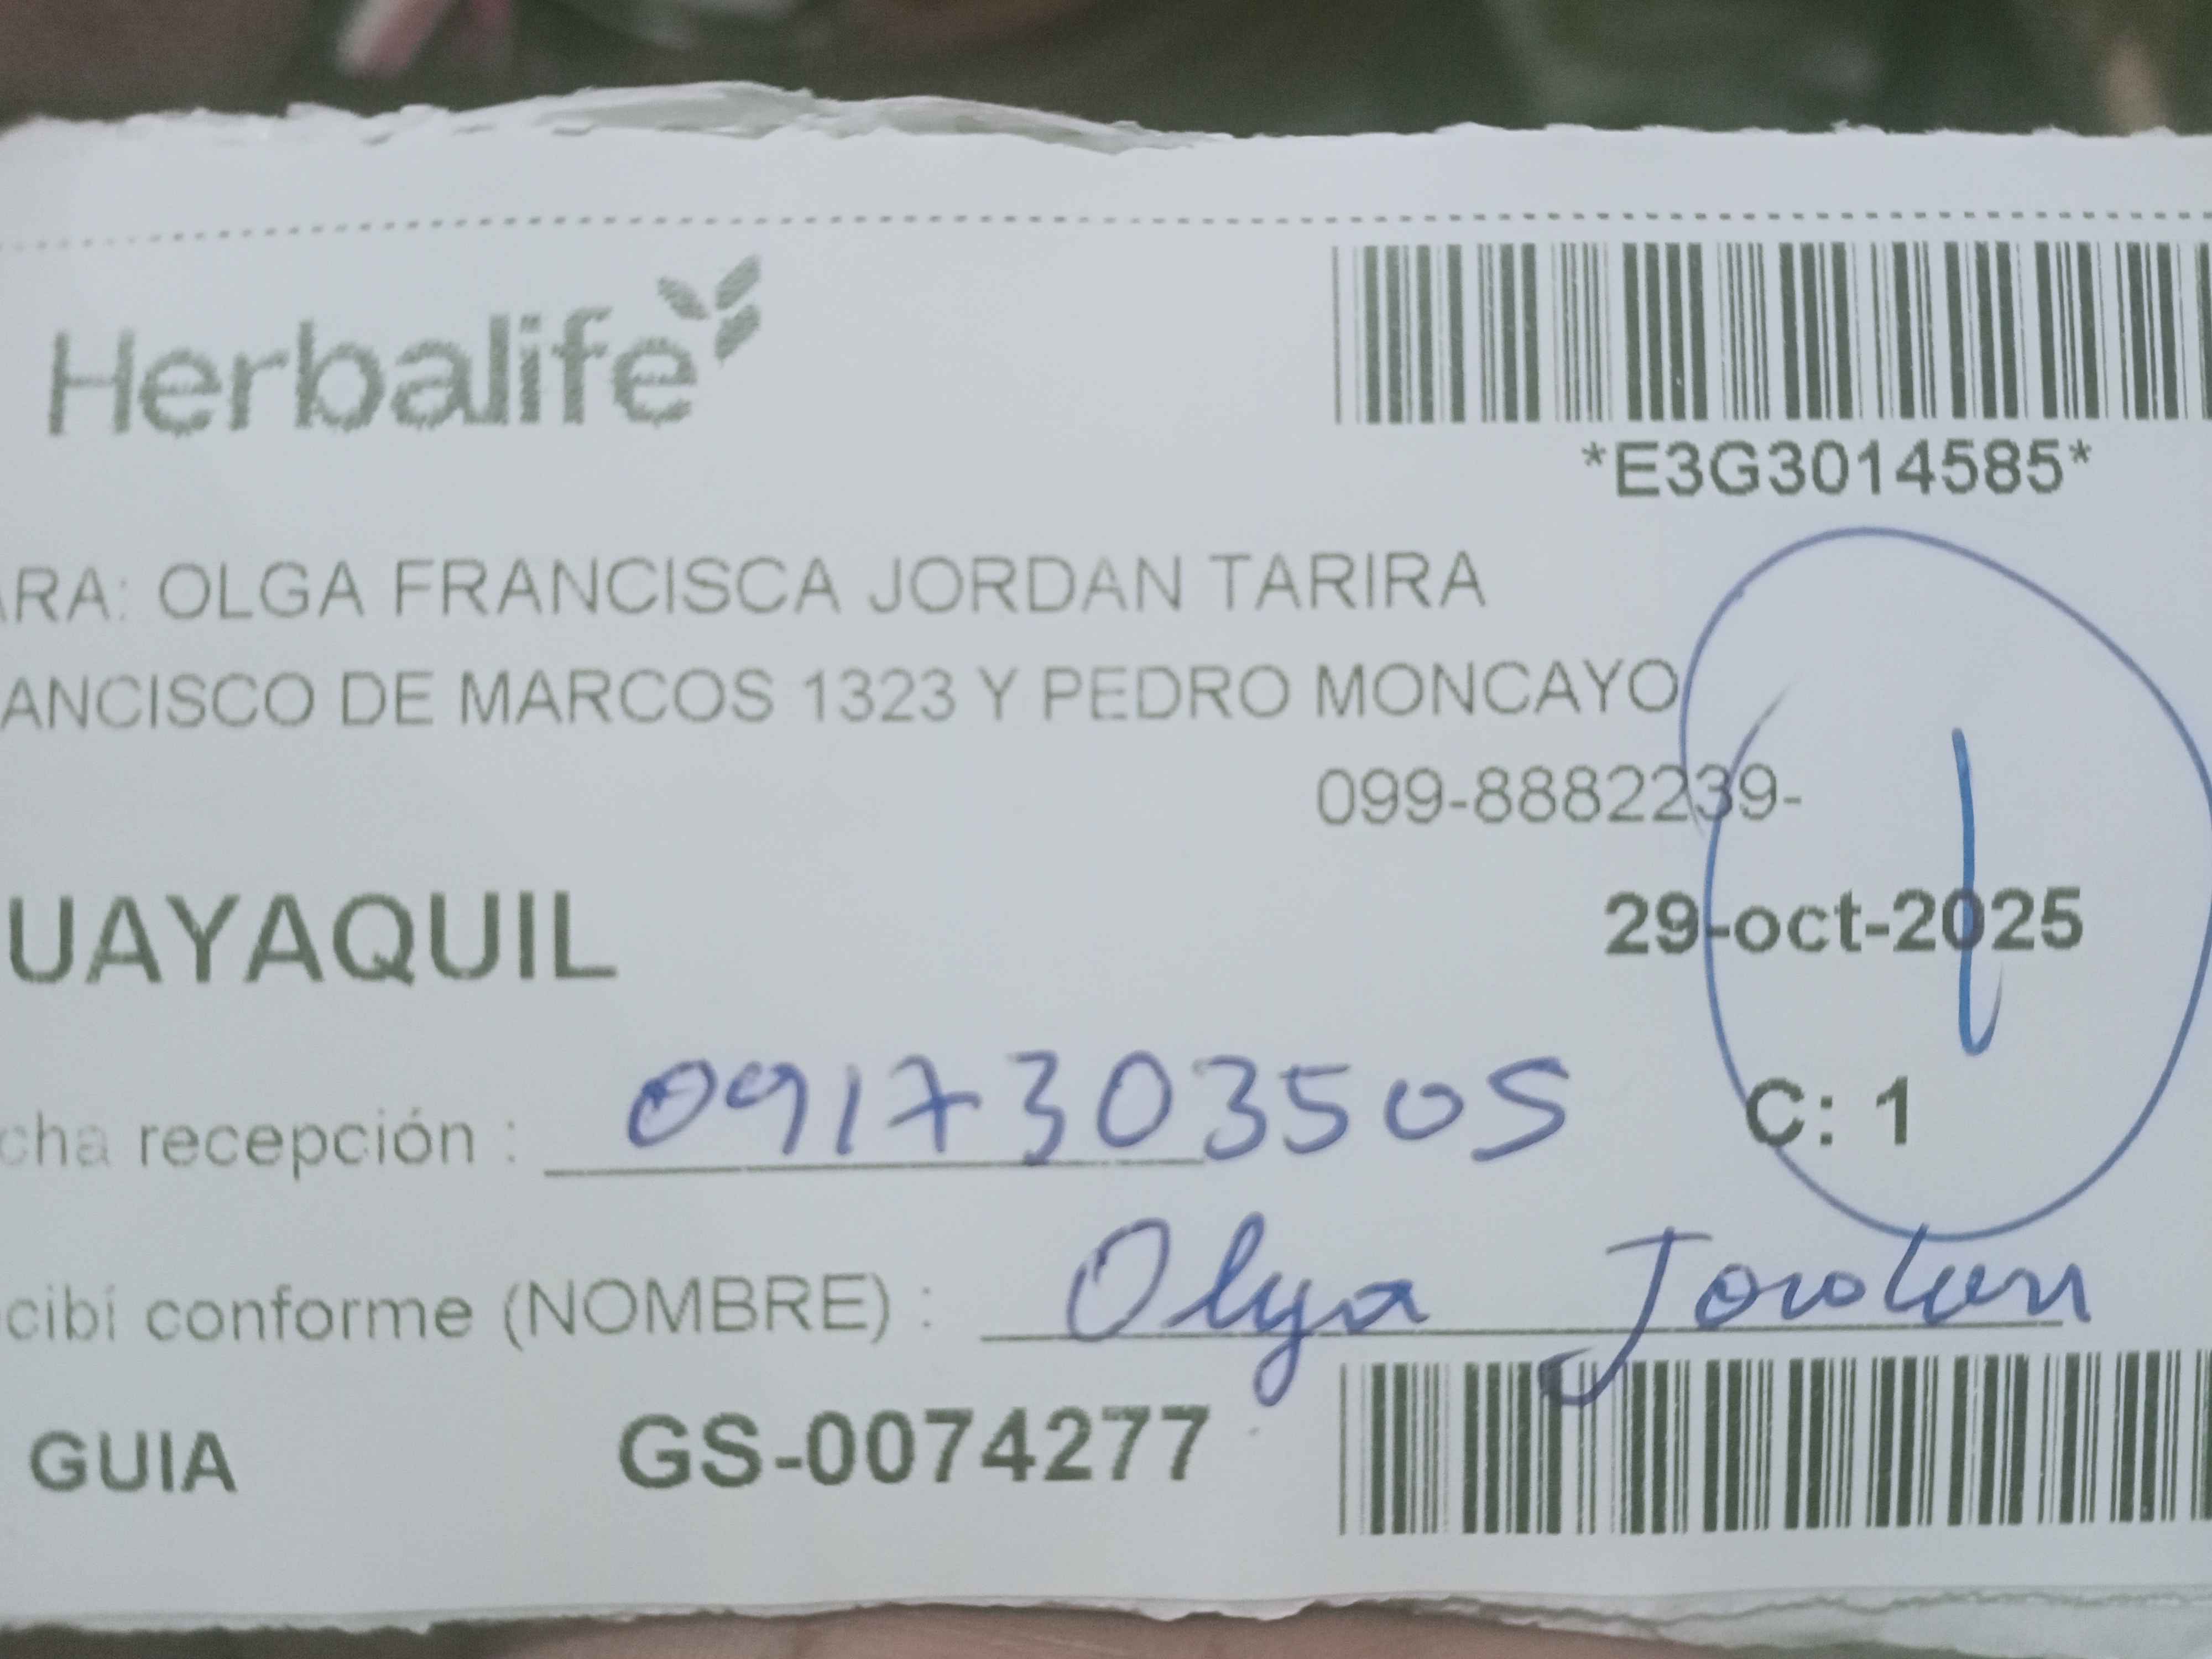 Herbalife
*E3G3014585*
ARA: OLGA FRANCISCA JORDAN TARIRA
ANCISCO DE MARCOS 1323 Y PEDRO MONCAYO
099-8882239-
UAYAQUIL
29-oct-2025
C: 1
cha recepción : 0917303505
cibí conforme (NOMBRE) : Olga Jordan
GUIA GS-0074277